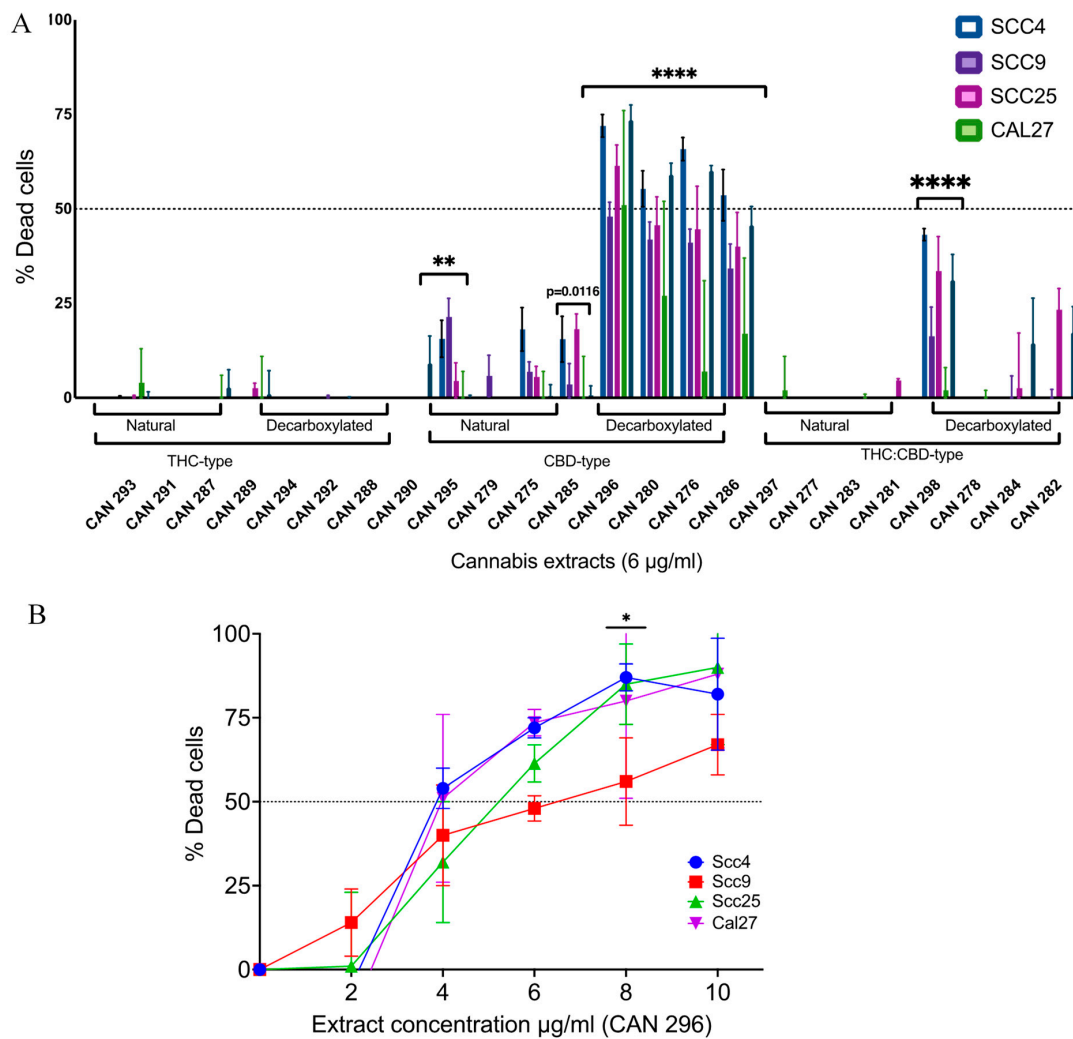 A
100
75
50
25
0
% Dead cells
SCC4
SCC9
SCC25
CAL27
**
p=0.0116
****
****
Natural
Decarboxylated
Natural
Decarboxylated
Natural
Decarboxylated
THC-type
CBD-type
THC:CBD-type
CAN 293
CAN 291
CAN 287
CAN 289
CAN 294
CAN 292
CAN 288
CAN 290
CAN 295
CAN 279
CAN 275
CAN 285
CAN 296
CAN 280
CAN 276
CAN 286
CAN 297
CAN 277
CAN 283
CAN 281
CAN 298
CAN 278
CAN 284
CAN 282
Cannabis extracts (6 µg/ml)
B
100
75
50
25
0
% Dead cells
*
Scc4
Scc9
Scc25
Cal27
2 4 6 8 10
Extract concentration µg/ml (CAN 296)